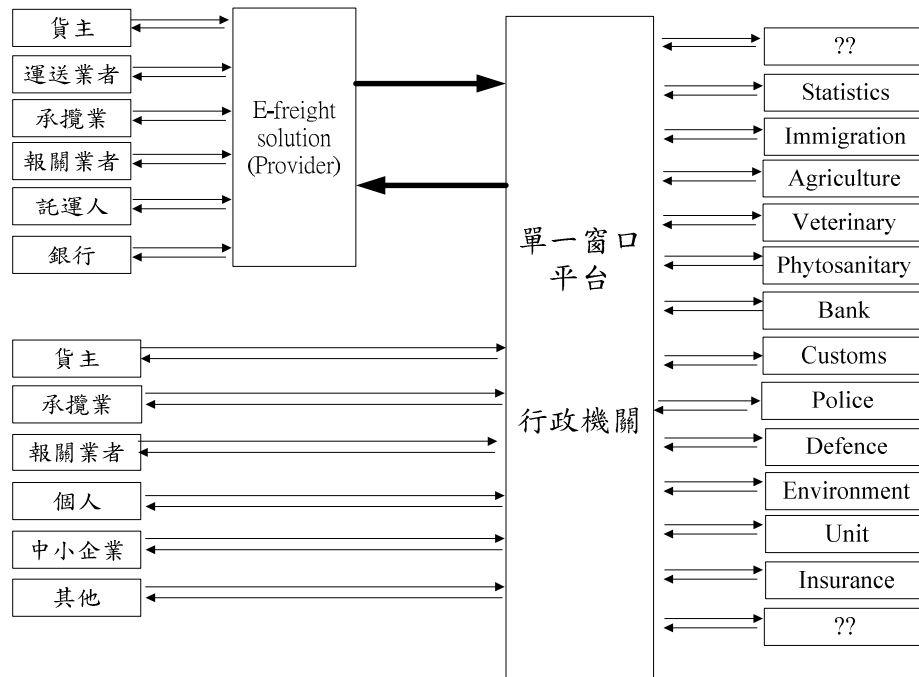 貨主
運送業者
承攬業
報關業者
託運人
銀行
E-freight
solution
(Provider)
貨主
承攬業
報關業者
個人
中小企業
其他
單一窗口
平台
行政機關
??
Statistics
Immigration
Agriculture
Veterinary
Phytosanitary
Bank
Customs
Police
Defence
Environment
Unit
Insurance
??